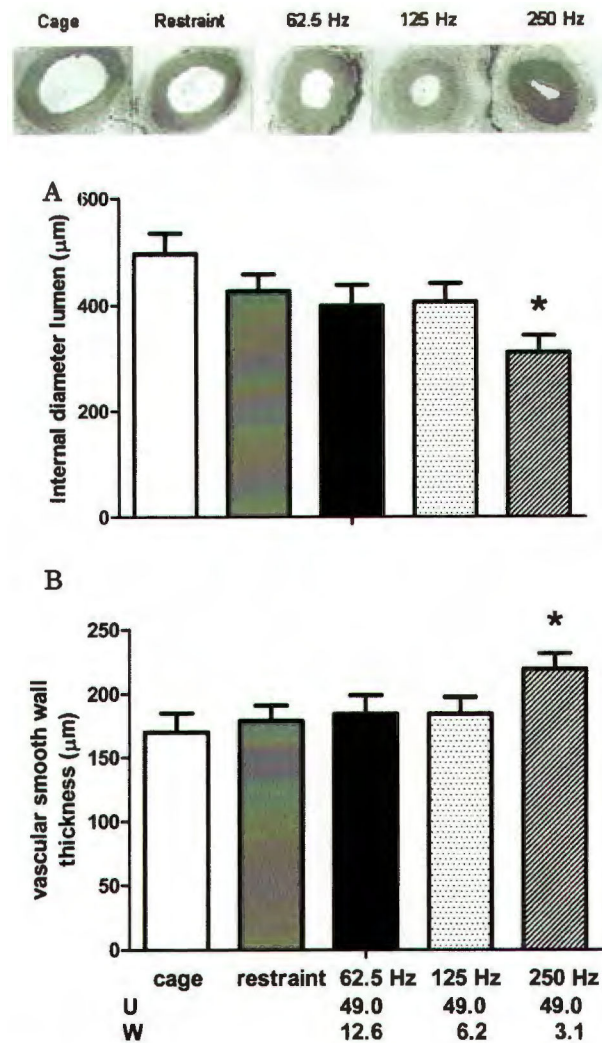 Cage Restraint 62.5 Hz 125 Hz 250 Hz
A
Internal diameter lumen (µm)
600
400
200
0
*
B
vascular smooth wall
thickness (µm)
250
200
150
100
50
0
*
cage restraint 62.5 Hz 125 Hz 250 Hz
U 49.0 49.0 49.0
W 12.6 6.2 3.1